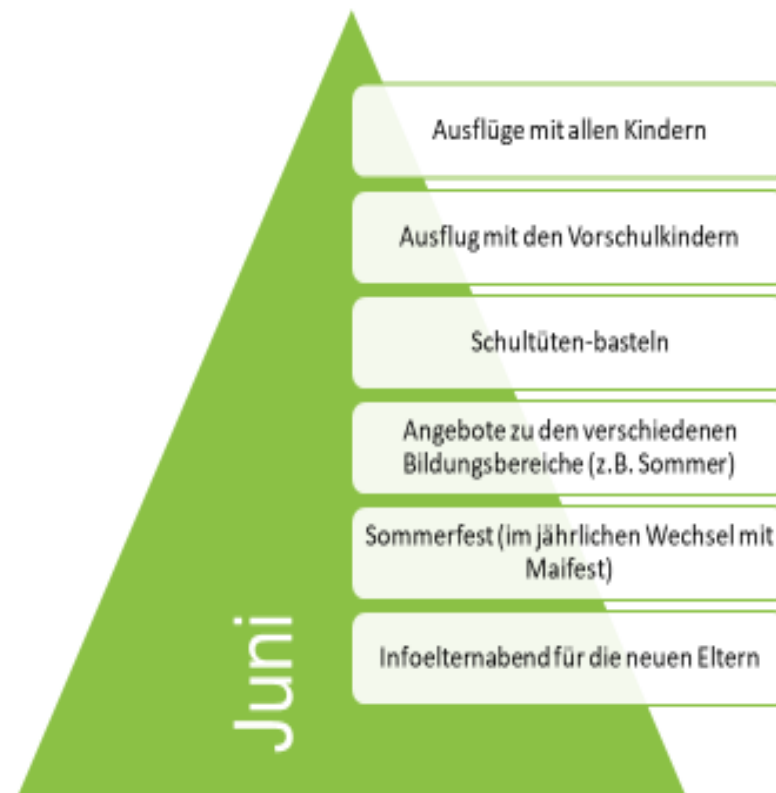 Ausflüge mit allen Kindern
Ausflug mit den Vorschulkindern
Schultüten-basteln
Angebote zu den verschiedenen
Bildungsbereiche (z.B. Sommer)
Sommerfest (im jährlichen Wechsel mit
Maifest)
Infoelternabend für die neuen Eltern
Juni